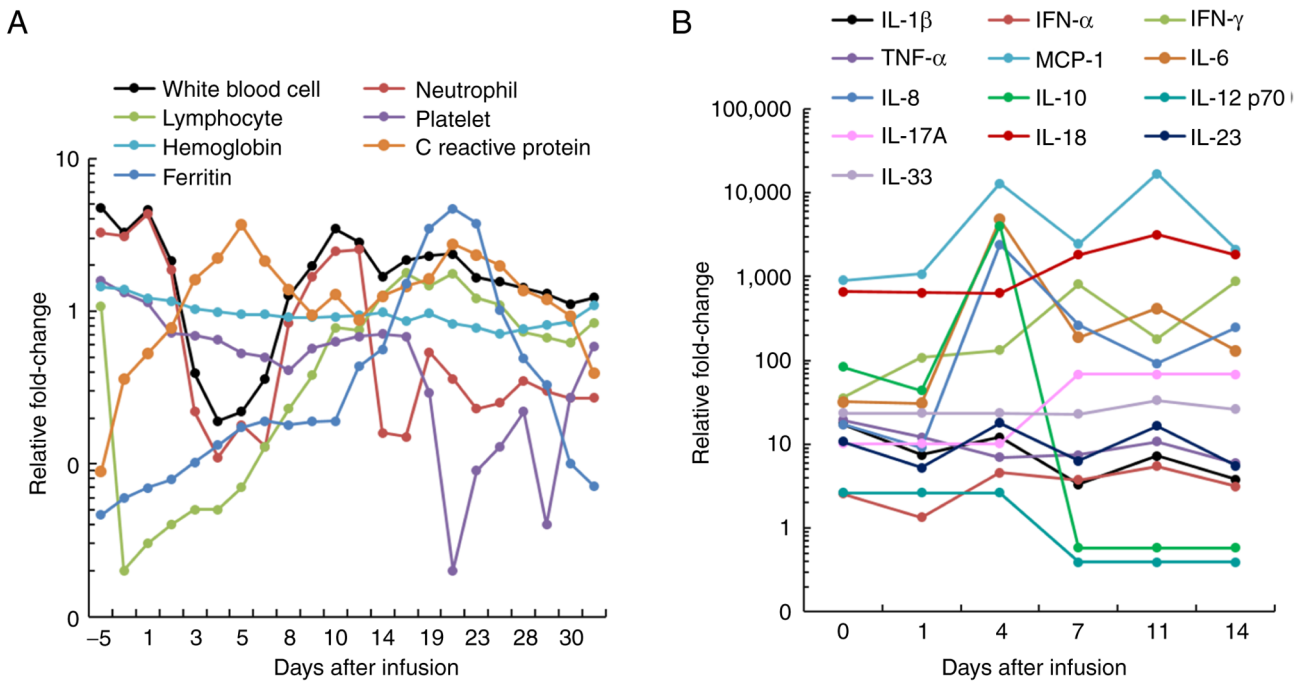 A
White blood cell
Neutrophil
Lymphocyte
Platelet
Hemoglobin
C reactive protein
Ferritin
Relative fold-change
10
1
0
0
–5 1 3 5 8 10 14 19 23 28 30
Days after infusion
B
IL-1β
IFN-α
IFN-γ
TNF-α
MCP-1
IL-6
IL-8
IL-10
IL-12 p70
IL-17A
IL-18
IL-23
IL-33
Relative fold-change
100,000
10,000
1,000
100
10
1
0
0 1 4 7 11 14
Days after infusion